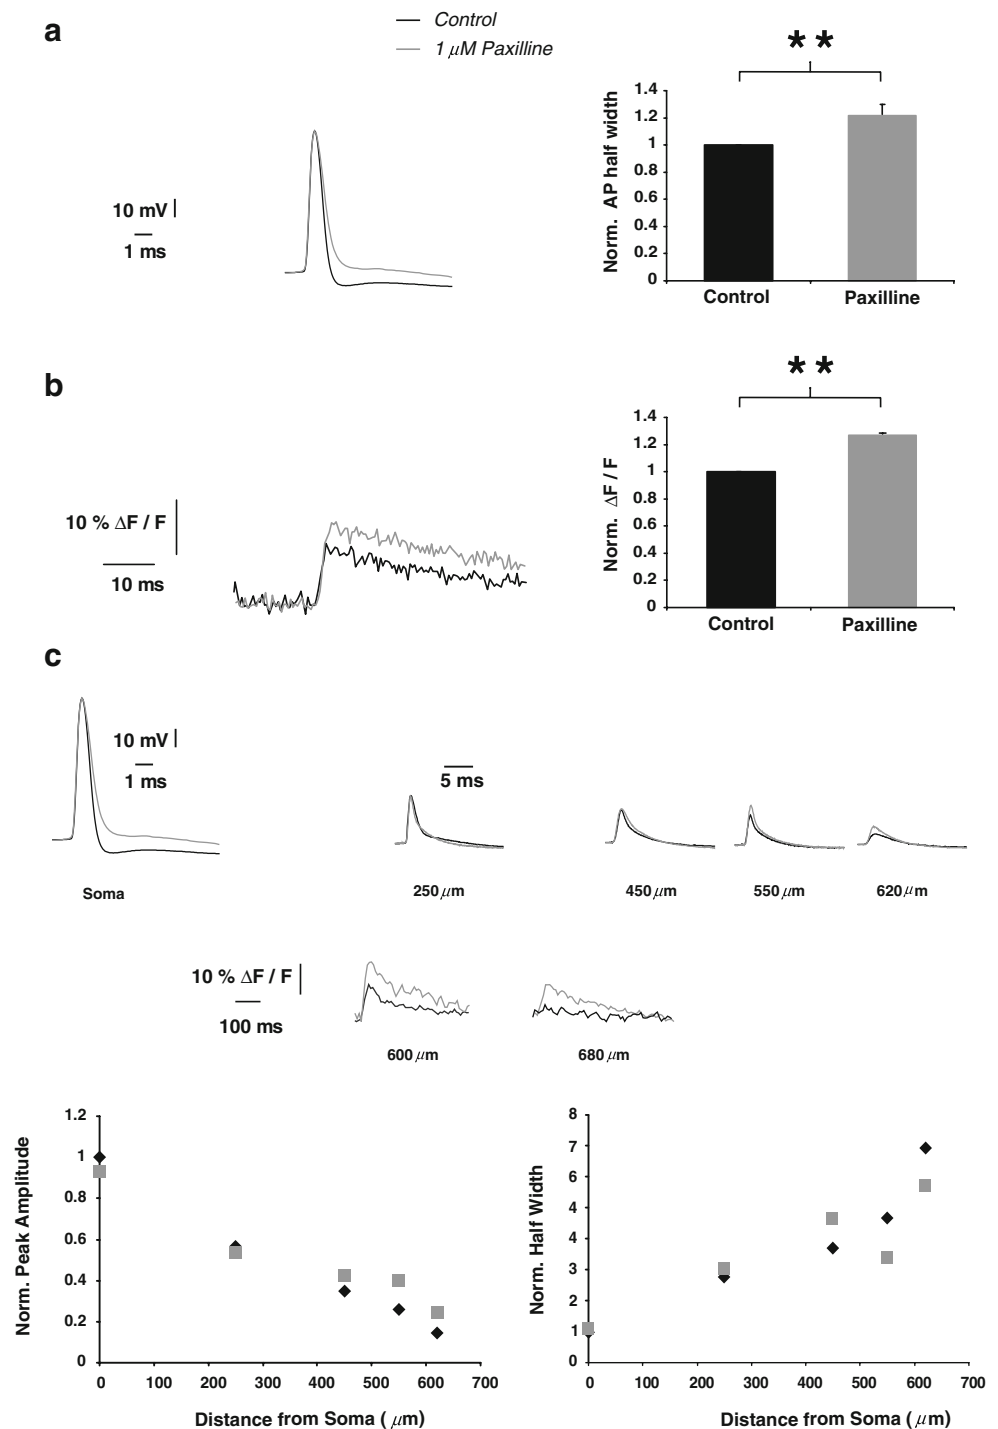 a
Control
1 μM Paxilline
**
10 mV
1 ms
Norm. AP half width
1.4
1.2
1
0.8
0.6
0.4
0.2
0
Control
Paxilline
b
**
10 % ΔF / F
10 ms
Norm. ΔF / F
1.4
1.2
1
0.8
0.6
0.4
0.2
0
Control
Paxilline
c
10 mV
1 ms
5 ms
Soma
250 μm
450 μm
550 μm
620 μm
10 % ΔF / F
100 ms
600 μm
680 μm
Norm. Peak Amplitude
1.2
1
0.8
0.6
0.4
0.2
0
0 100 200 300 400 500 600 700
Distance from Soma ( μm)
Norm. Half Width
8
7
6
4
4
3
2
1
0
0 100 200 300 400 500 600 700
Distance from Soma ( μm)